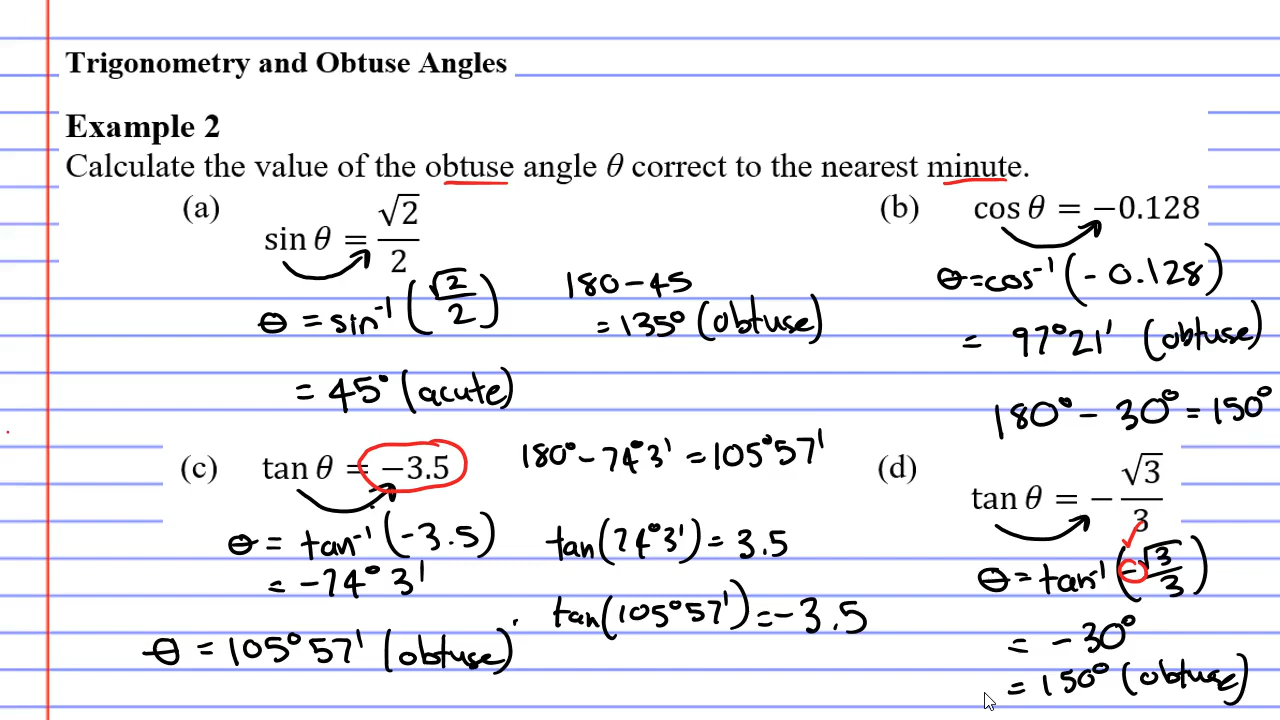 Trigonometry and Obtuse Angles
Example 2
Calculate the value of the obtuse angle θ correct to the nearest minute.
(a) sin θ = √2/2
θ = sin⁻¹(√2/2)
= 45° (acute)
180 - 45
= 135° (obtuse)
(b) cos θ = −0.128
θ = cos⁻¹(-0.128)
= 97°21' (obtuse)
(c) tan θ = −3.5
θ = tan⁻¹(-3.5)
= -74°3'
θ = 105°57' (obtuse)
180° - 74°3' = 105°57'
tan(74°3') = 3.5
tan(105°57') = -3.5
180° - 30° = 150°
(d) tan θ = −√3/3
θ = tan⁻¹(-√3/3)
= -30°
= 150° (obtuse)